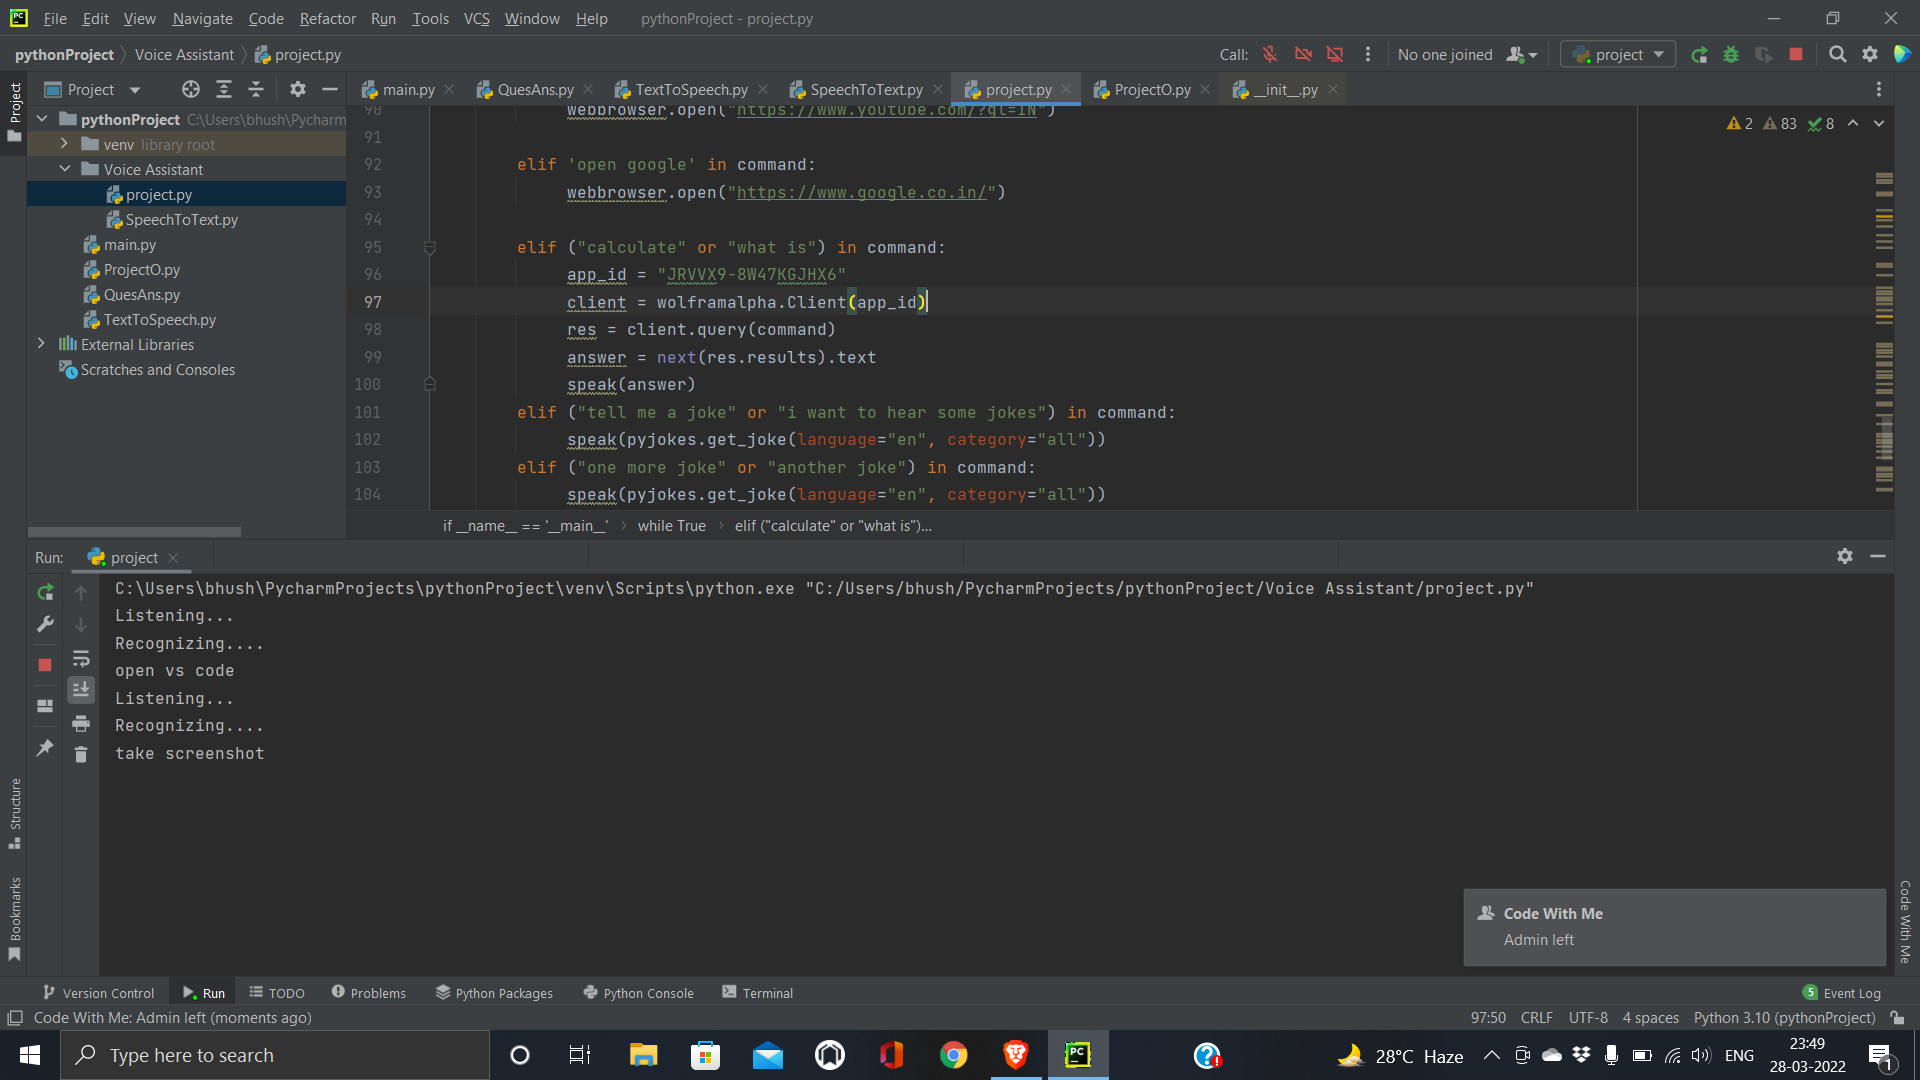 PC File Edit View Navigate Code Refactor Run Tools VCS Window Help pythonProject - project.py
pythonProject Voice Assistant project.py Call: No one joined project
Project main.py QuesAns.py TextToSpeech.py SpeechToText.py project.py ProjectO.py __init__.py
Project
pythonProject C:\Users\bhush\Pycharm
venv library root
Voice Assistant
project.py
SpeechToText.py
main.py
ProjectO.py
QuesAns.py
TextToSpeech.py
External Libraries
Scratches and Consoles
2 83 8
90 webbrowser.open("https://www.youtube.com/?gl=IN")
91
92 elif 'open google' in command:
93 webbrowser.open("https://www.google.co.in/")
94
95 elif ("calculate" or "what is") in command:
96 app_id = "JRVVX9-8W47KGJHX6"
97 client = wolframalpha.Client(app_id)
98 res = client.query(command)
99 answer = next(res.results).text
100 speak(answer)
101 elif ("tell me a joke" or "i want to hear some jokes") in command:
102 speak(pyjokes.get_joke(language="en", category="all"))
103 elif ("one more joke" or "another joke") in command:
104 speak(pyjokes.get_joke(language="en", category="all"))
if __name__ == '__main__' while True elif ("calculate" or "what is")...
Run: project
C:\Users\bhush\PycharmProjects\pythonProject\venv\Scripts\python.exe "C:/Users/bhush/PycharmProjects/pythonProject/Voice Assistant/project.py"
Listening...
Recognizing....
open vs code
Listening...
Recognizing....
take screenshot
Structure
Bookmarks
Code With Me
Code With Me
Admin left
Version Control Run TODO Problems Python Packages Python Console Terminal 5 Event Log
Code With Me: Admin left (moments ago) 97:50 CRLF UTF-8 4 spaces Python 3.10 (pythonProject)
Type here to search PC 28°C Haze ENG 23:49
28-03-2022
1